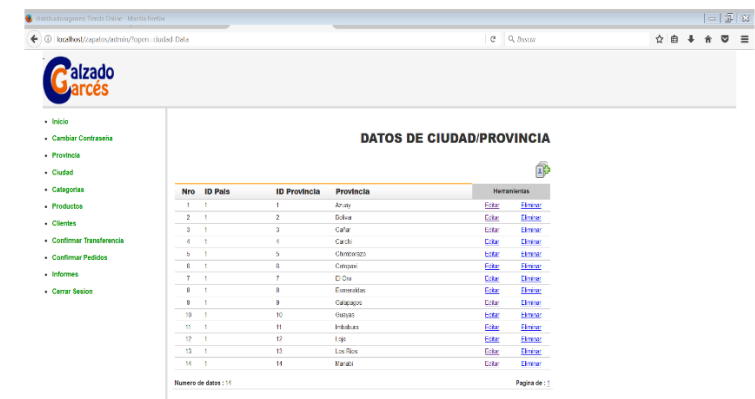 Distribuidoragarces Tienda Online - Mozilla Firefox
localhost/zapatos/admin/?open=ciudad-Data
Buscar
Calzado
Garcés
• Inicio
• Cambiar Contraseña
• Provincia
• Ciudad
• Categorias
• Productos
• Clientes
• Confirmar Transferencia
• Confirmar Pedidos
• Informes
• Cerrar Sesion
DATOS DE CIUDAD/PROVINCIA
Nro ID Pais ID Provincia Provincia Herramientas
1 1 1 Azuay Editar Eliminar
2 1 2 Bolivar Editar Eliminar
3 1 3 Cañar Editar Eliminar
4 1 4 Carchi Editar Eliminar
5 1 5 Chimborazo Editar Eliminar
6 1 6 Cotopaxi Editar Eliminar
7 1 7 El Oro Editar Eliminar
8 1 8 Esmeraldas Editar Eliminar
9 1 9 Galapagos Editar Eliminar
10 1 10 Guayas Editar Eliminar
11 1 11 Imbabura Editar Eliminar
12 1 12 Loja Editar Eliminar
13 1 13 Los Rios Editar Eliminar
14 1 14 Manabi Editar Eliminar
Numero de datos : 14 Pagina de : 1